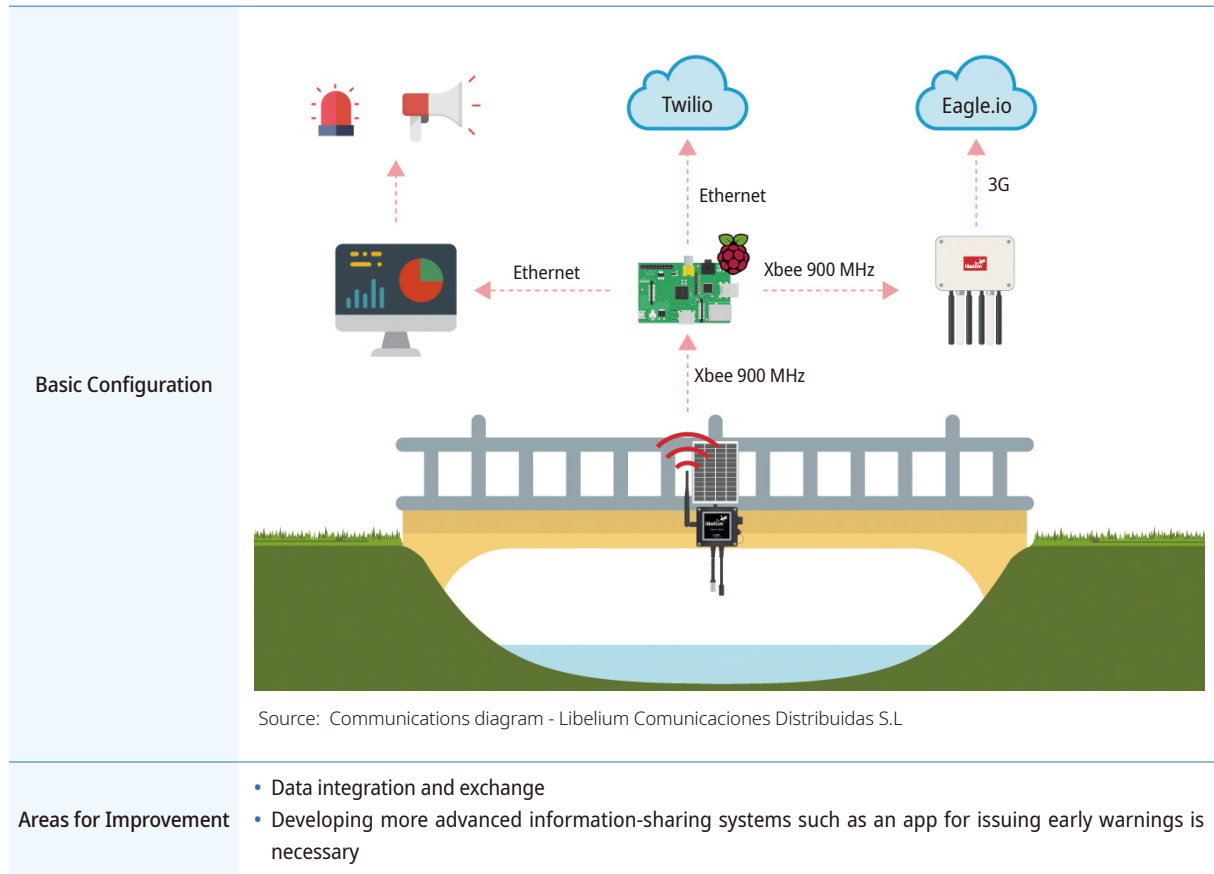 Basic Configuration
Twilio
Eagle.io
Ethernet
3G
Ethernet
Xbee 900 MHz
libelium
Xbee 900 MHz
libelium
Source: Communications diagram - Libelium Comunicaciones Distribuidas S.L
Areas for Improvement
• Data integration and exchange
• Developing more advanced information-sharing systems such as an app for issuing early warnings is
necessary